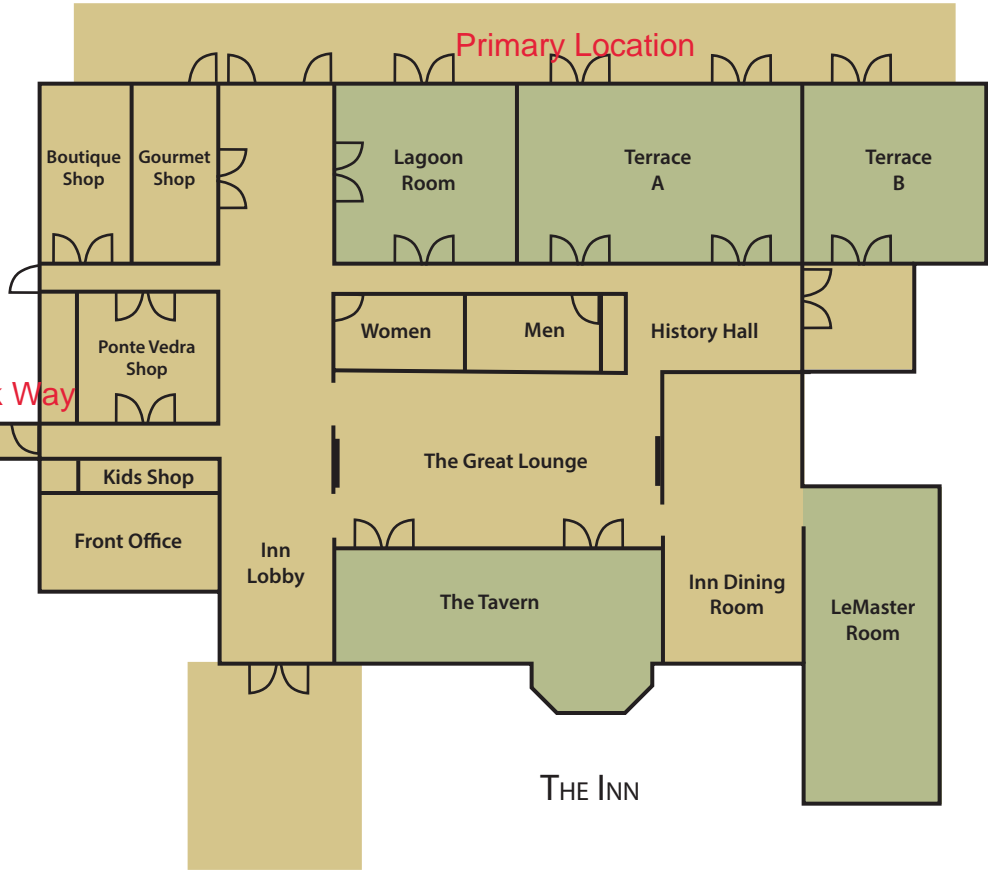 Primary Location
Boutique
Shop
Gourmet
Shop
Lagoon
Room
Terrace
A
Terrace
B
Women
Men
History Hall
Ponte Vedra
Shop
Way
The Great Lounge
Kids Shop
Front Office
Inn
Lobby
The Tavern
Inn Dining
Room
LeMaster
Room
THE INN